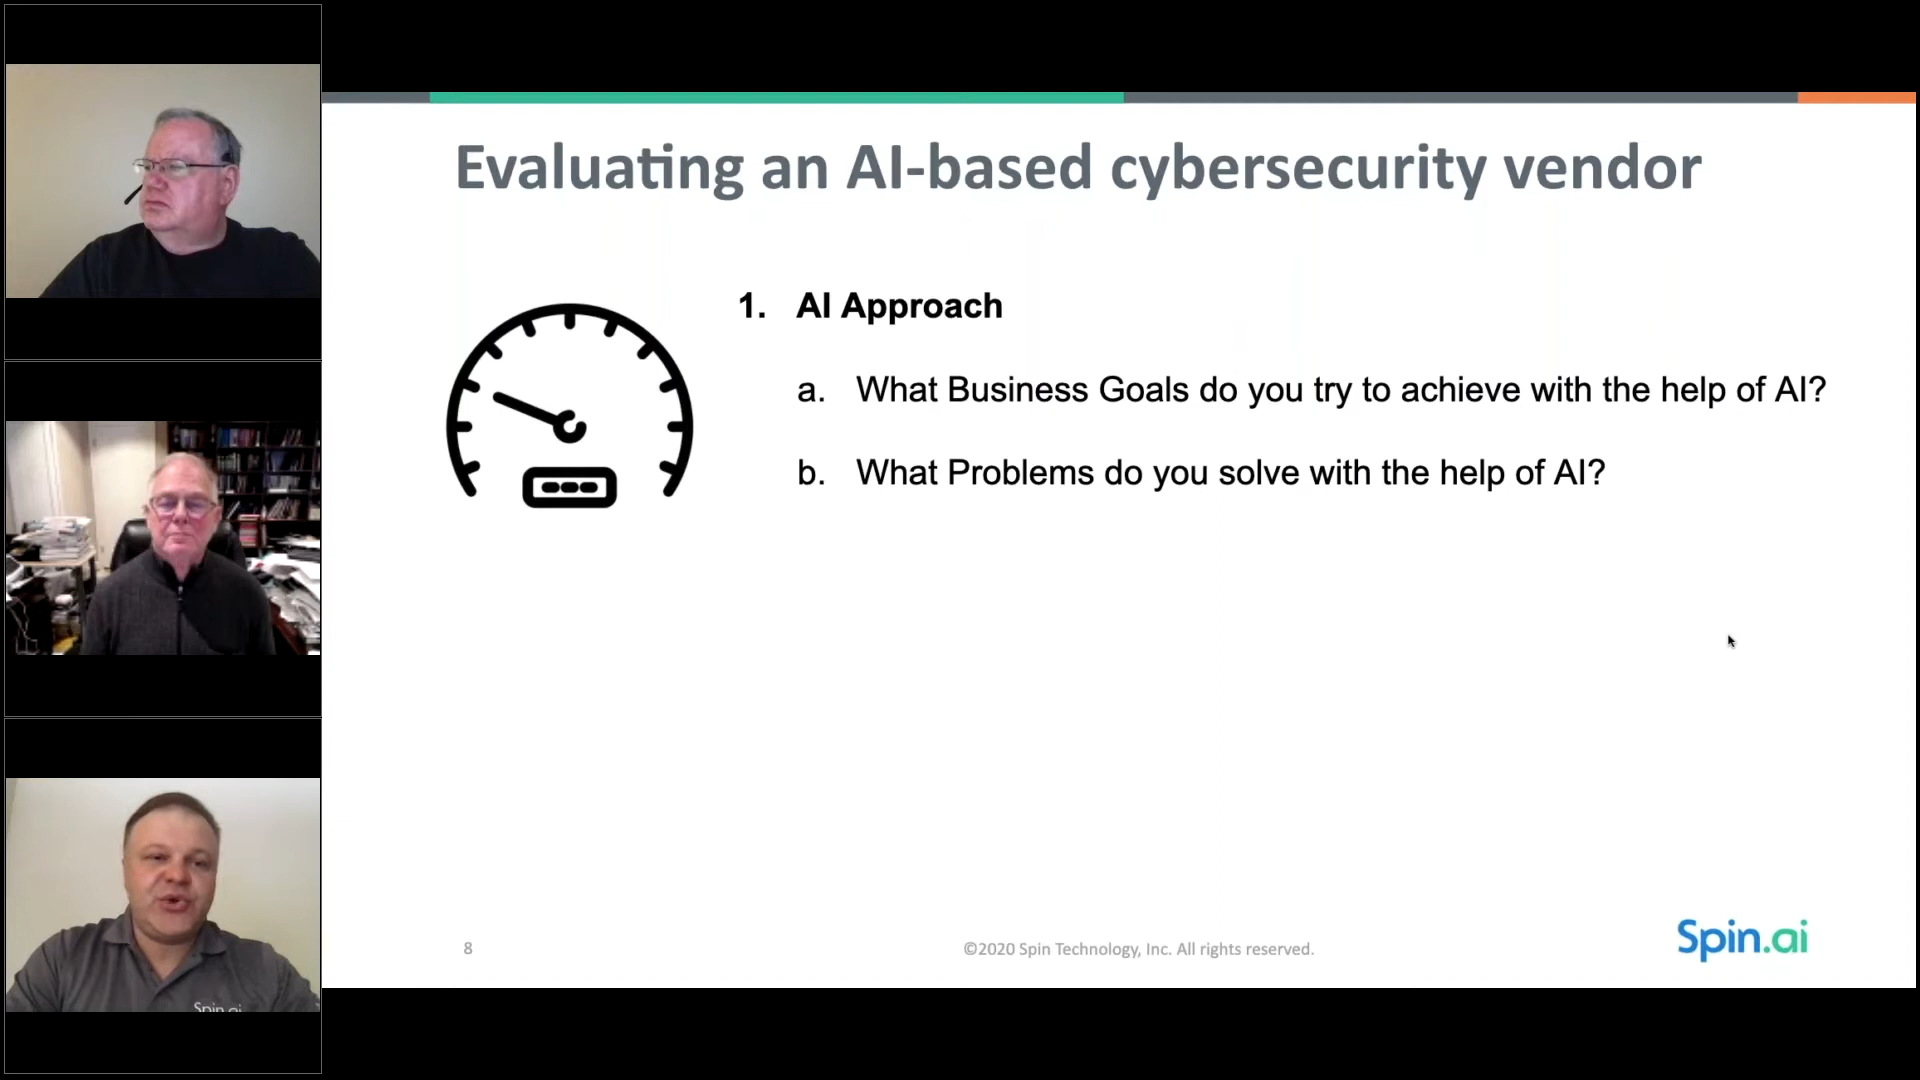 Evaluating an AI-based cybersecurity vendor
1. AI Approach
a. What Business Goals do you try to achieve with the help of AI?
b. What Problems do you solve with the help of AI?
8
©2020 Spin Technology, Inc. All rights reserved.
Spin.ai
Spin.ai